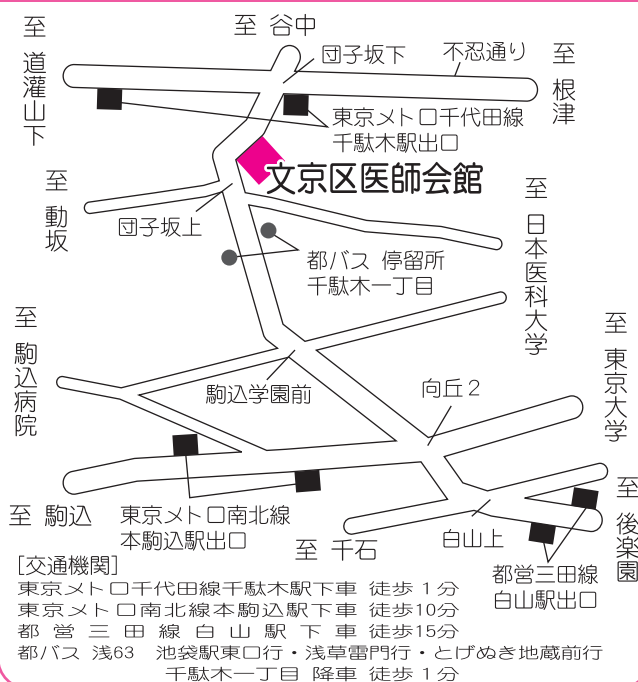 至 谷中
至 道灌山下
団子坂下
不忍通り
至 根津
東京メトロ千代田線
千駄木駅出口
文京区医師会館
至 動坂
団子坂上
至 日本医科大学
都バス 停留所
千駄木一丁目
至 駒込病院
至 東京大学
駒込学園前
向丘2
至 駒込
東京メトロ南北線
本駒込駅出口
至 千石
白山上
至 後楽園
都営三田線
白山駅出口
[交通機関]
東京メトロ千代田線千駄木駅下車 徒歩1分
東京メトロ南北線本駒込駅下車 徒歩10分
都営三田線白山駅下車 徒歩15分
都バス 浅63 池袋駅東口行・浅草雷門行・とげぬき地蔵前行
千駄木一丁目 降車 徒歩1分